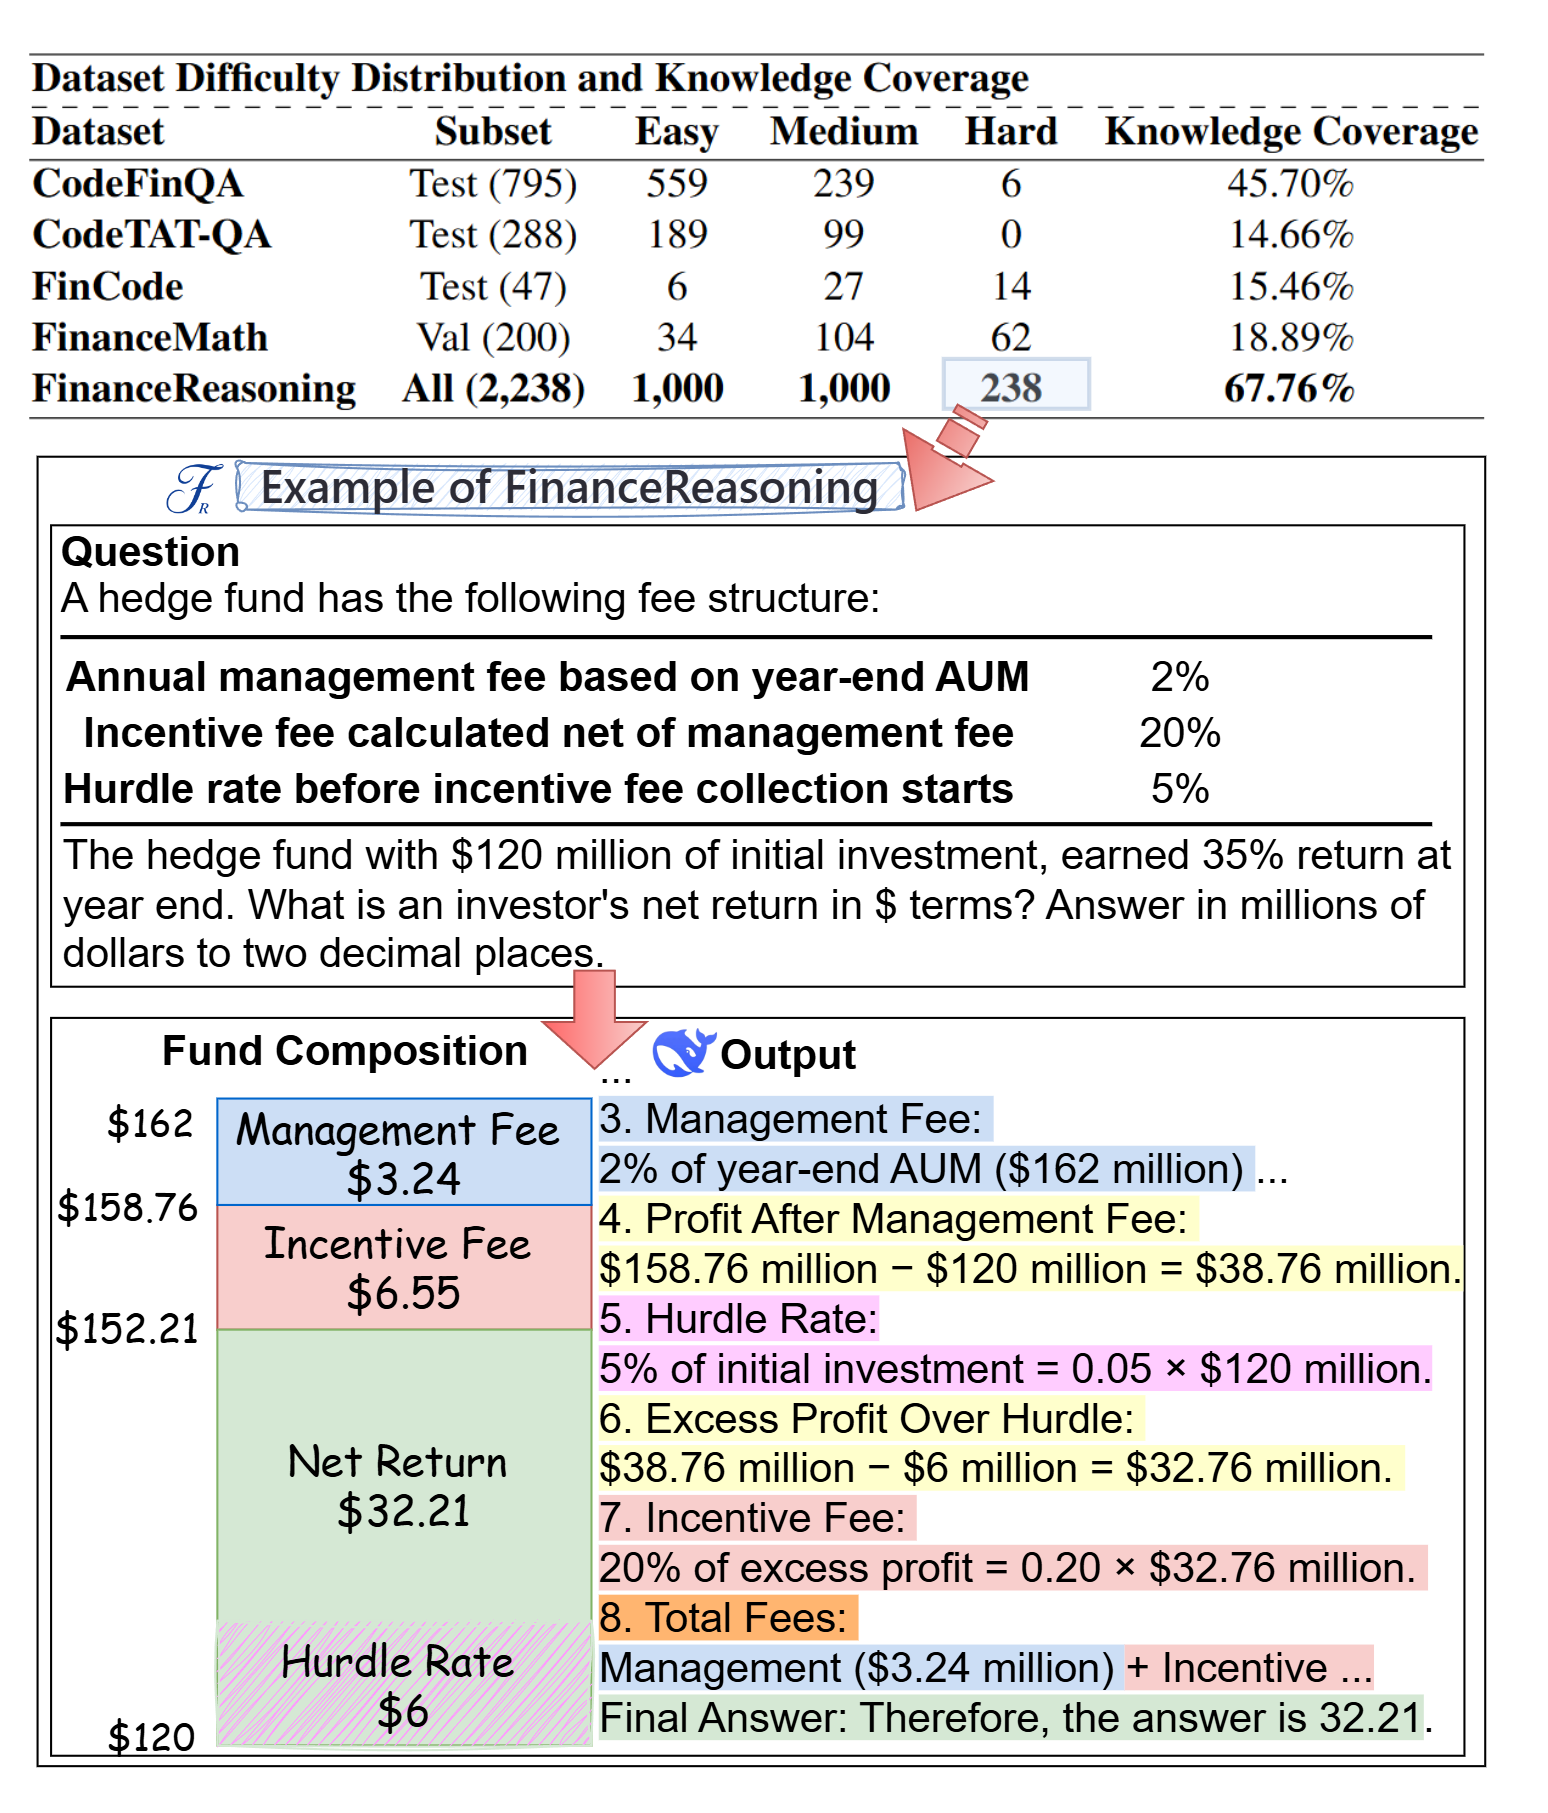 Dataset Difficulty Distribution and Knowledge Coverage
Dataset Subset Easy Medium Hard Knowledge Coverage
CodeFinQA Test (795) 559 239 6 45.70%
CodeTAT-QA Test (288) 189 99 0 14.66%
FinCode Test (47) 6 27 14 15.46%
FinanceMath Val (200) 34 104 62 18.89%
FinanceReasoning All (2,238) 1,000 1,000 238 67.76%
FR Example of FinanceReasoning
Question
A hedge fund has the following fee structure:
Annual management fee based on year-end AUM 2%
Incentive fee calculated net of management fee 20%
Hurdle rate before incentive fee collection starts 5%
The hedge fund with $120 million of initial investment, earned 35% return at
year end. What is an investor's net return in $ terms? Answer in millions of
dollars to two decimal places.
Fund Composition
$162
Management Fee
$3.24
$158.76
Incentive Fee
$6.55
$152.21
Net Return
$32.21
Hurdle Rate
$6
$120
Output
...
3. Management Fee:
2% of year-end AUM ($162 million) ...
4. Profit After Management Fee:
$158.76 million − $120 million = $38.76 million.
5. Hurdle Rate:
5% of initial investment = 0.05 × $120 million.
6. Excess Profit Over Hurdle:
$38.76 million − $6 million = $32.76 million.
7. Incentive Fee:
20% of excess profit = 0.20 × $32.76 million.
8. Total Fees:
Management ($3.24 million) + Incentive ...
Final Answer: Therefore, the answer is 32.21.